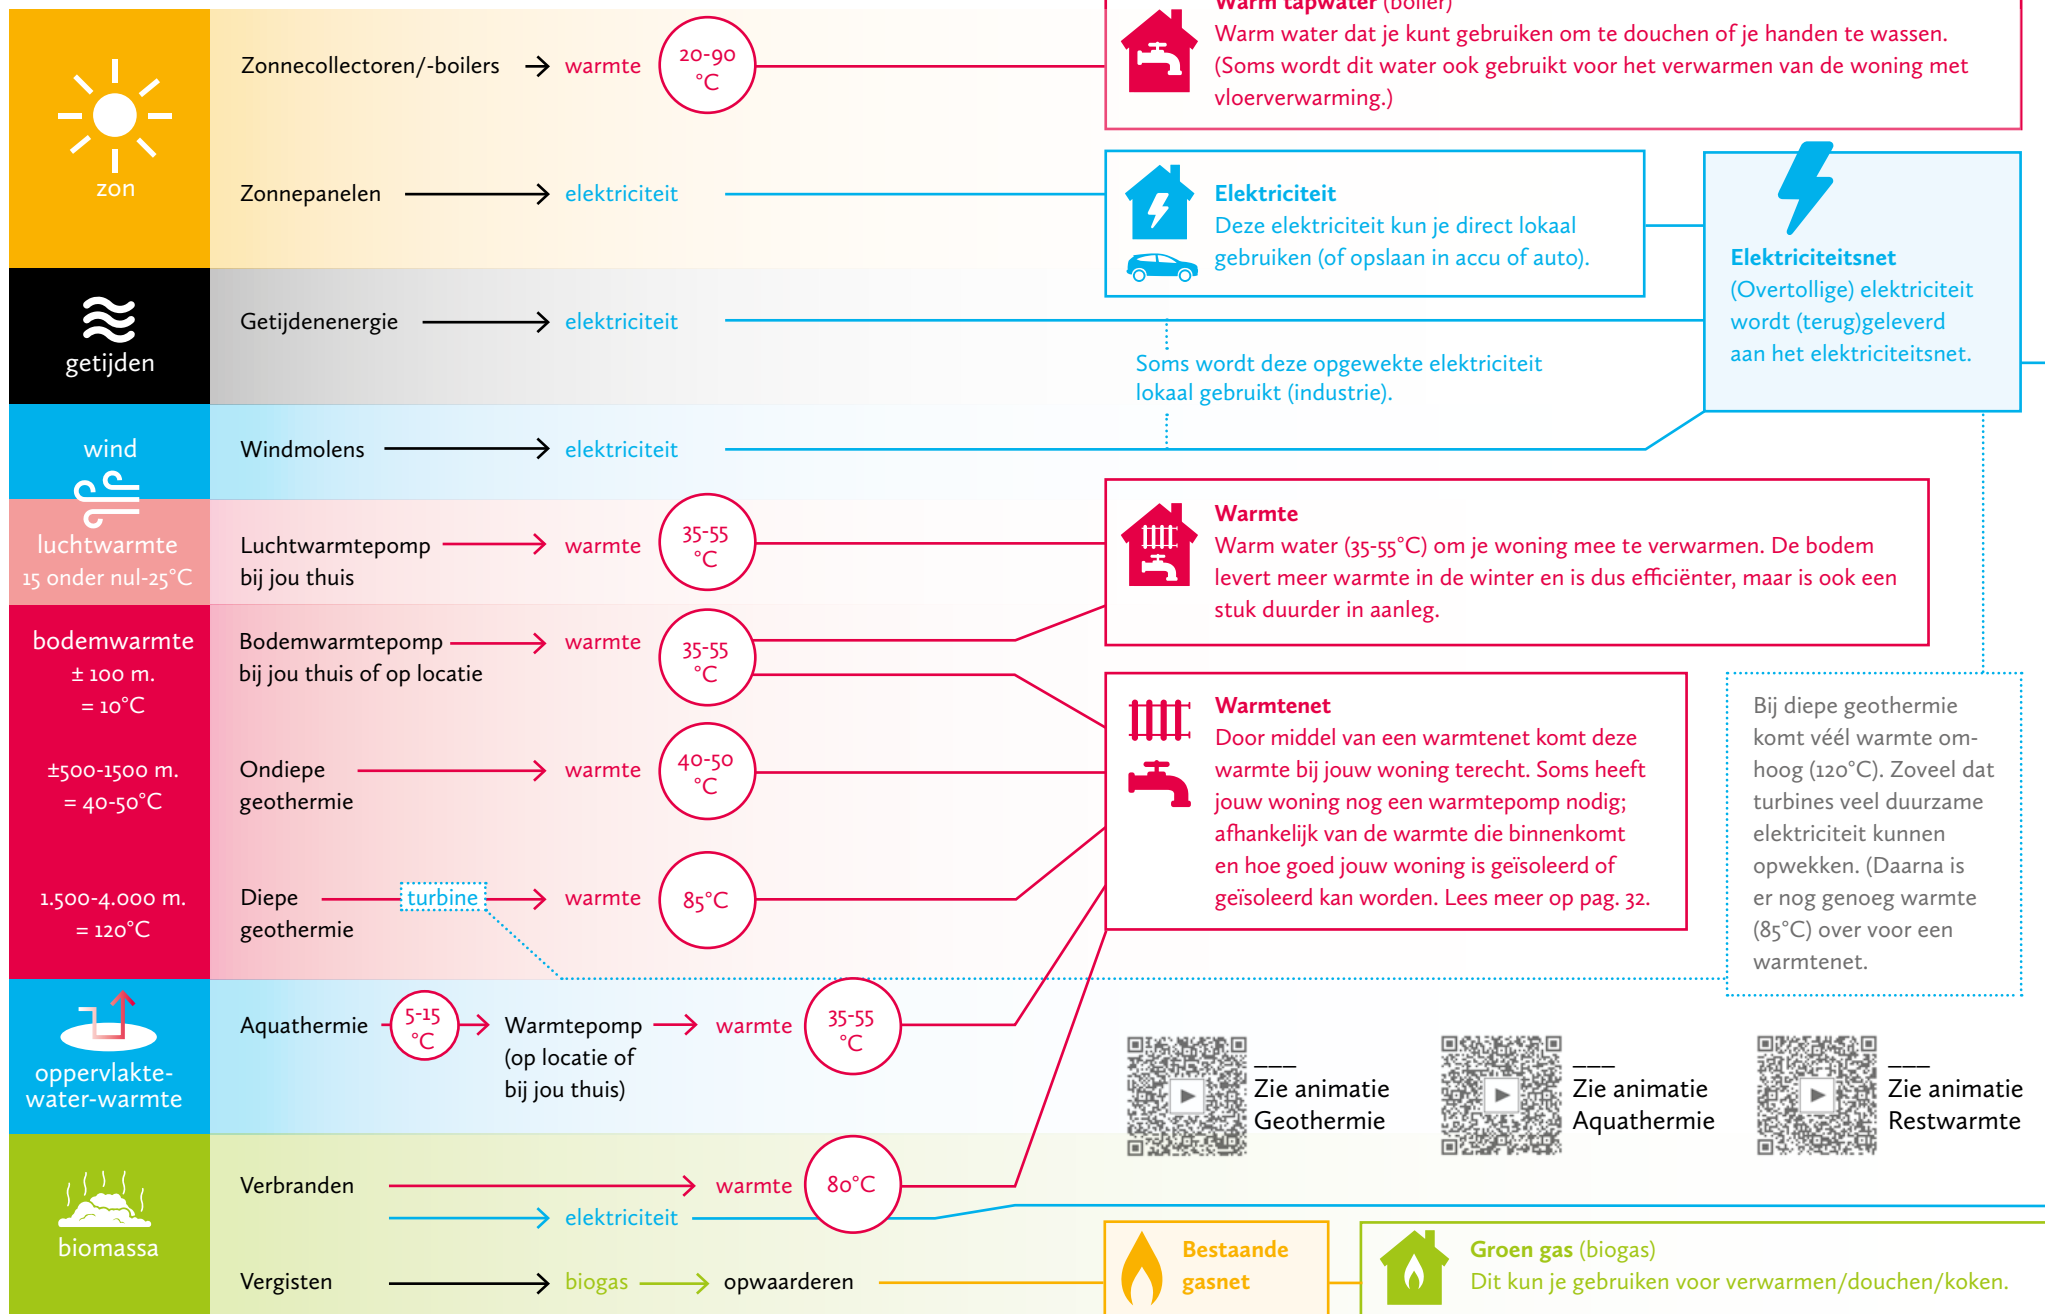 Warm tapwater (boiler)
Warm water dat je kunt gebruiken om te douchen of je handen te wassen.
(Soms wordt dit water ook gebruikt voor het verwarmen van de woning met
vloerverwarming.)
zon
Zonnecollectoren/-boilers
warmte
20-90
°C
Zonnepanelen
elektriciteit
Elektriciteit
Deze elektriciteit kun je direct lokaal
gebruiken (of opslaan in accu of auto).
Elektriciteitsnet
(Overtollige) elektriciteit
wordt (terug)geleverd
aan het elektriciteitsnet.
getijden
Getijdenenergie
elektriciteit
Soms wordt deze opgewekte elektriciteit
lokaal gebruikt (industrie).
wind
Windmolens
elektriciteit
luchtwarmte
15 onder nul-25°C
Luchtwarmtepomp
bij jou thuis
warmte
35-55
°C
Warmte
Warm water (35-55°C) om je woning mee te verwarmen. De bodem
levert meer warmte in de winter en is dus efficiënter, maar is ook een
stuk duurder in aanleg.
bodemwarmte
± 100 m.
= 10°C
Bodemwarmtepomp
bij jou thuis of op locatie
warmte
35-55
°C
±500-1500 m.
= 40-50°C
Ondiepe
geothermie
warmte
40-50
°C
1.500-4.000 m.
= 120°C
Diepe
geothermie
turbine
warmte
85°C
Warmtenet
Door middel van een warmtenet komt deze
warmte bij jouw woning terecht. Soms heeft
jouw woning nog een warmtepomp nodig;
afhankelijk van de warmte die binnenkomt
en hoe goed jouw woning is geïsoleerd of
geïsoleerd kan worden. Lees meer op pag. 32.
Bij diepe geothermie
komt véél warmte om-
hoog (120°C). Zoveel dat
turbines veel duurzame
elektriciteit kunnen
opwekken. (Daarna is
er nog genoeg warmte
(85°C) over voor een
warmtenet.
oppervlakte-
water-warmte
Aquathermie
5-15
°C
Warmtepomp
(op locatie of
bij jou thuis)
warmte
35-55
°C
Zie animatie
Geothermie
Zie animatie
Aquathermie
Zie animatie
Restwarmte
biomassa
Verbranden
warmte
80°C
elektriciteit
Vergisten
biogas
opwaarderen
Bestaande
gasnet
Groen gas (biogas)
Dit kun je gebruiken voor verwarmen/douchen/koken.